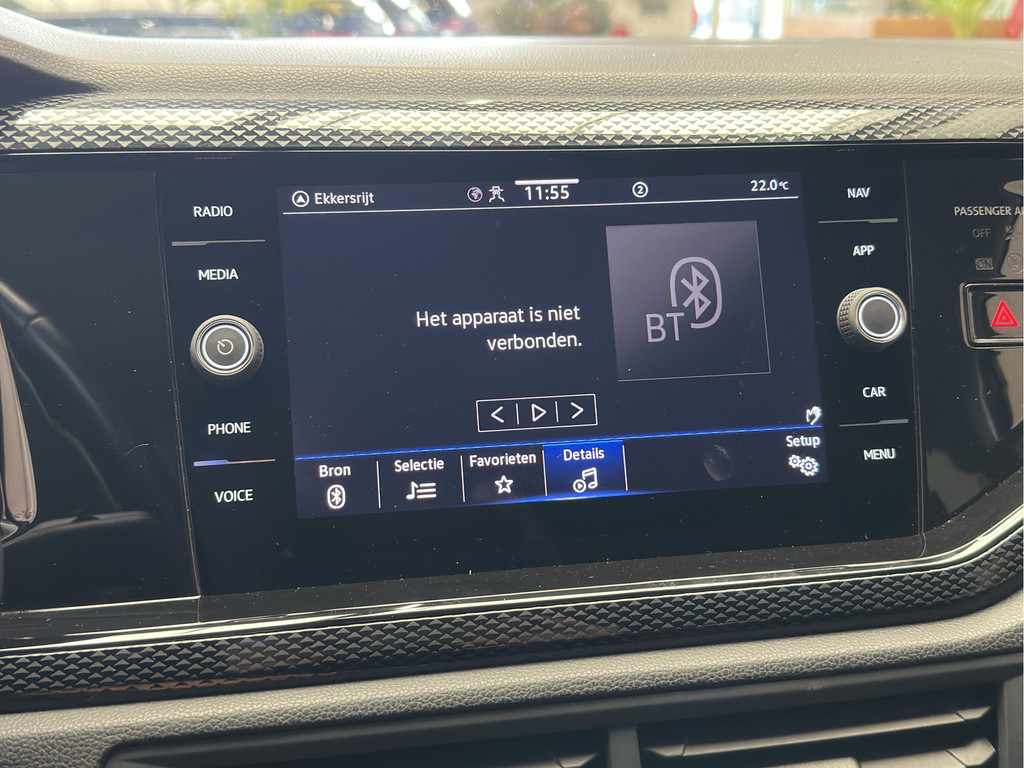 RADIO
MEDIA
PHONE
VOICE
Ekkersrijt
11:55
2
22.0°C
Het apparaat is niet
verbonden.
BT
Bron
Selectie
Favorieten
Details
Setup
NAV
APP
CAR
MENU
PASSENGER
OFF
ON